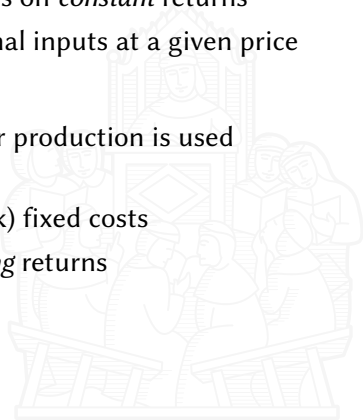 s on constant returns
nal inputs at a given price
r production is used
k) fixed costs
g returns